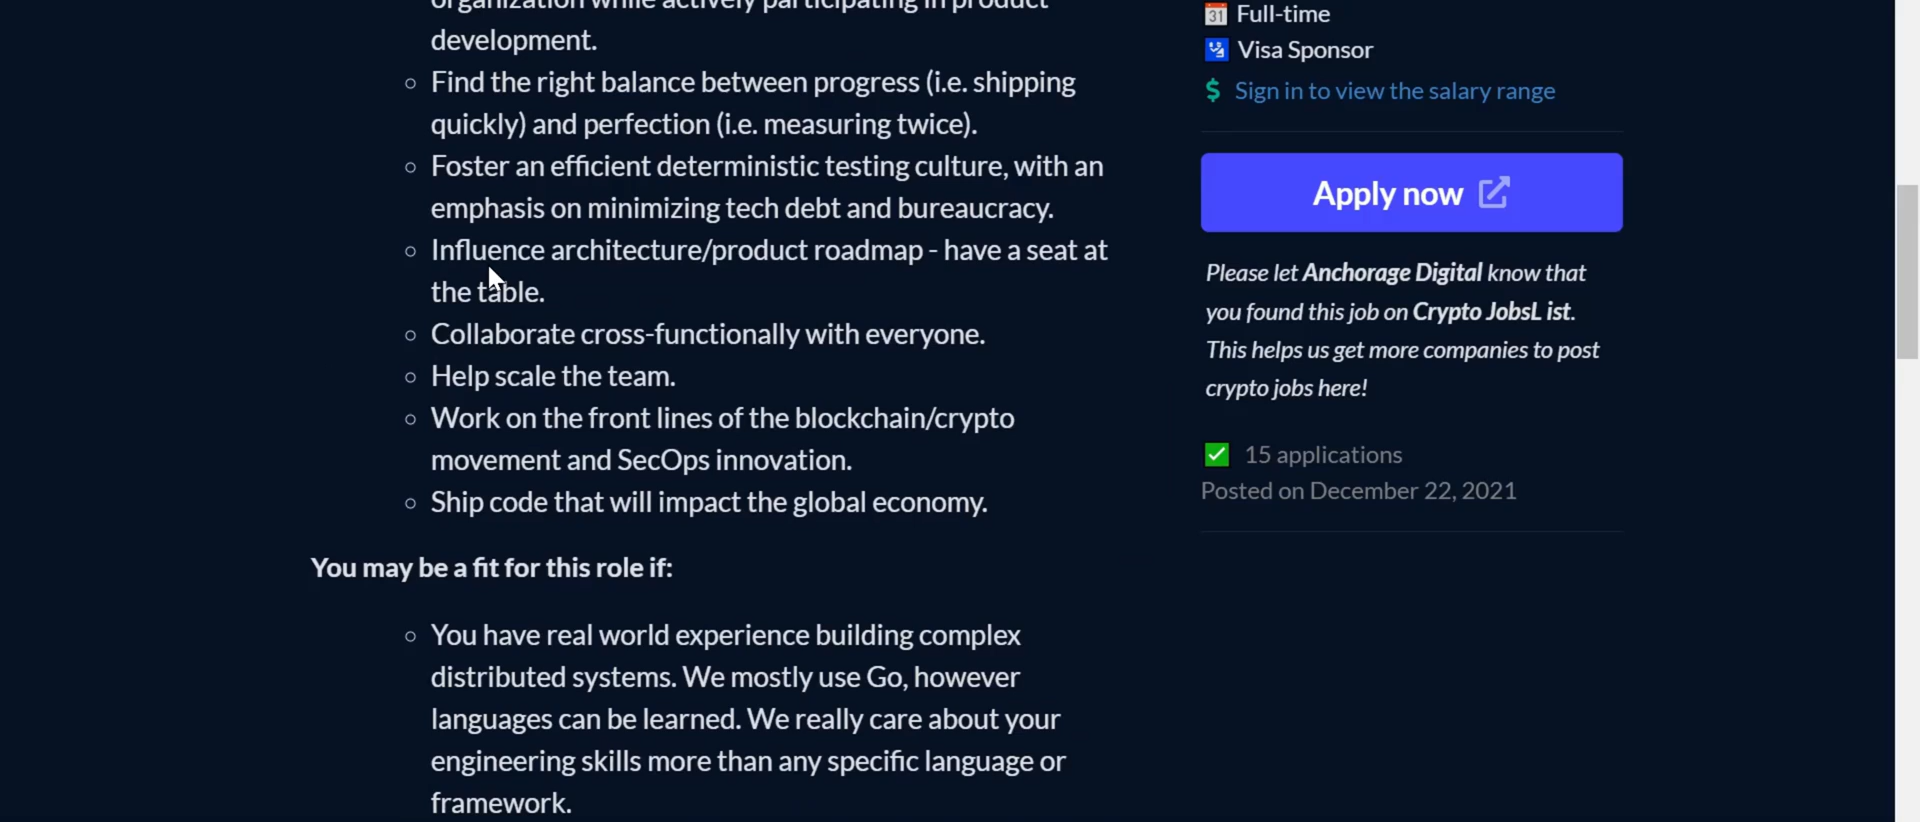 organization while actively participating in product
development.
Find the right balance between progress (i.e. shipping
quickly) and perfection (i.e. measuring twice).
Foster an efficient deterministic testing culture, with an
emphasis on minimizing tech debt and bureaucracy.
Influence architecture/product roadmap - have a seat at
the table.
Collaborate cross-functionally with everyone.
Help scale the team.
Work on the front lines of the blockchain/crypto
movement and SecOps innovation.
Ship code that will impact the global economy.
You may be a fit for this role if:
You have real world experience building complex
distributed systems. We mostly use Go, however
languages can be learned. We really care about your
engineering skills more than any specific language or
framework.
31 Full-time
Visa Sponsor
$ Sign in to view the salary range
Apply now
Please let Anchorage Digital know that
you found this job on Crypto JobsL ist.
This helps us get more companies to post
crypto jobs here!
15 applications
Posted on December 22, 2021